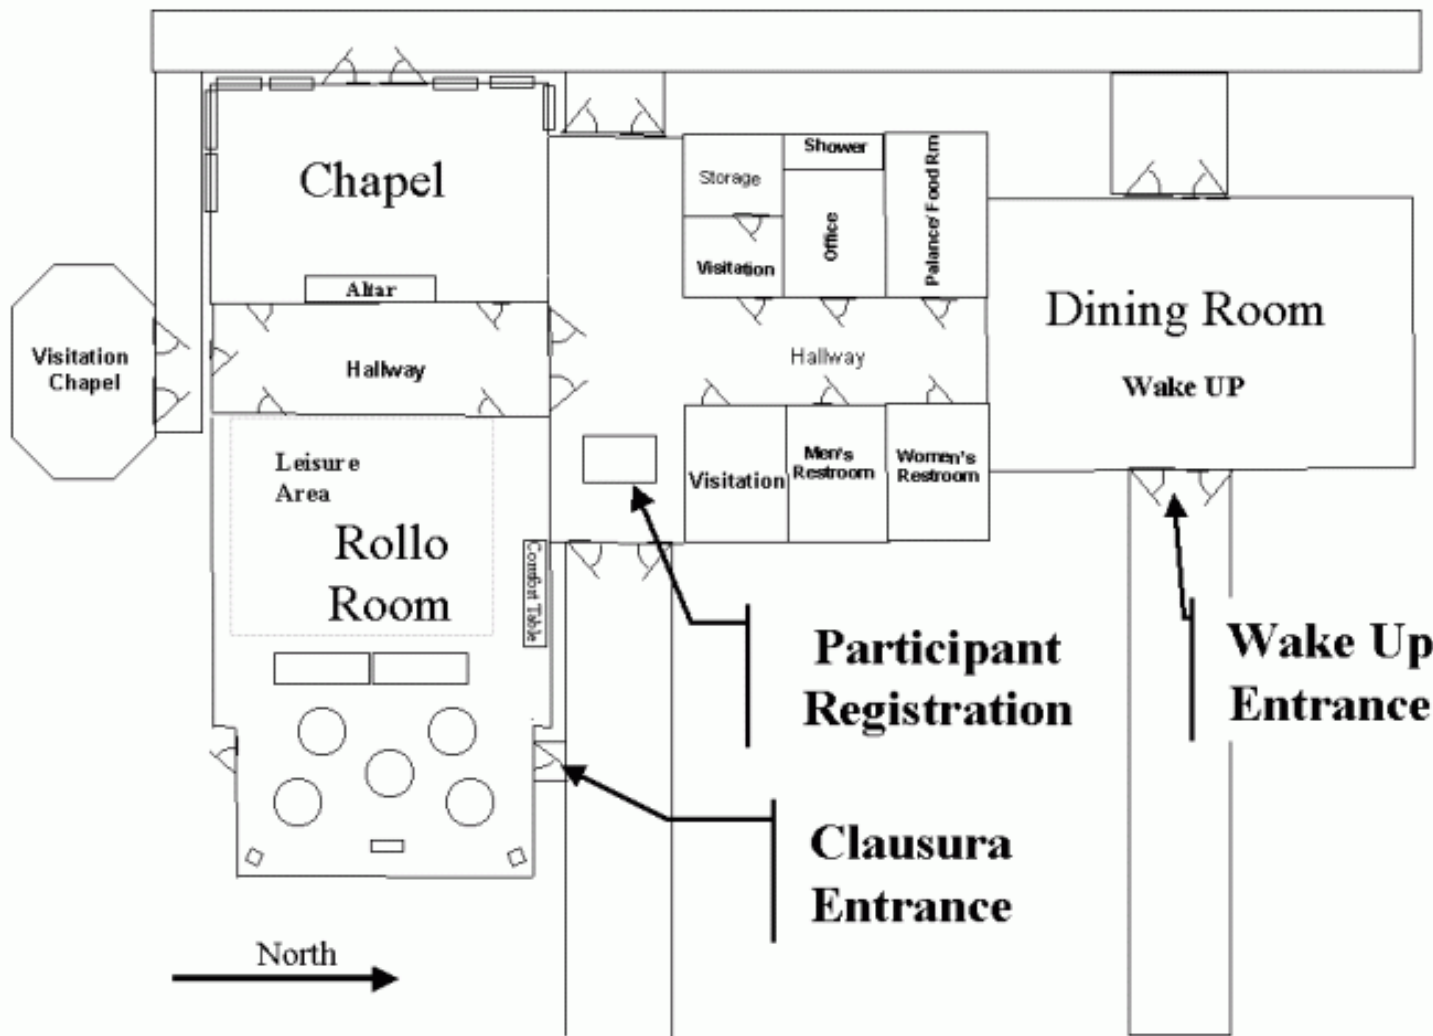 Shower
Storage
Chapel
Palance/Food Rm
Office
Visitation
Altar
Dining Room
Visitation
Chapel
Hallway
Hallway
Wake UP
Leisure
Area
Men's
Restroom
Women's
Restroom
Visitation
Rollo
Room
Comfort Table
Participant
Registration
Wake Up
Entrance
Clausura
Entrance
North